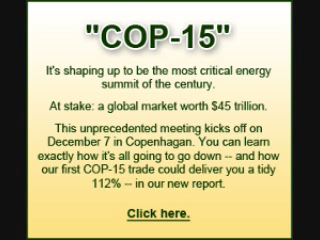 "COP-15"
It's shaping up to be the most critical energy
summit of the century.
At stake: a global market worth $45 trillion.
This unprecedented meeting kicks off on
December 7 in Copenhagan. You can learn
exactly how it's all going to go down -- and how
our first COP-15 trade could deliver you a tidy
112% -- in our new report.
Click here.